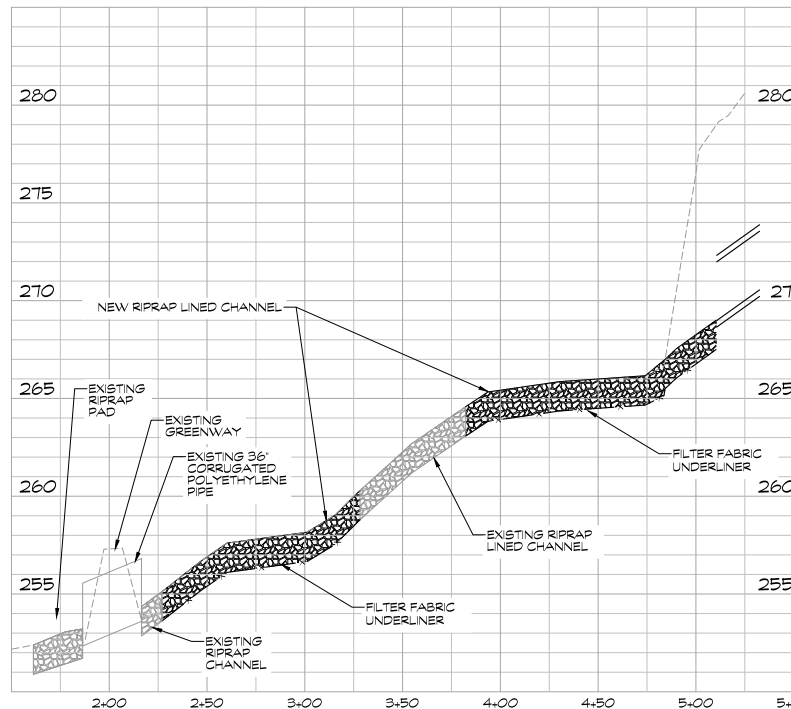 280
280
275
275
270
27
NEW RIPRAP LINED CHANNEL
265
265
EXISTING
RIPRAP
PAD
EXISTING
GREENWAY
EXISTING 36"
CORRUGATED
POLYETHYLENE
PIPE
FILTER FABRIC
UNDERLINER
260
260
EXISTING RIPRAP
LINED CHANNEL
255
255
FILTER FABRIC
UNDERLINER
EXISTING
RIPRAP
CHANNEL
2+00 2+50 3+00 3+50 4+00 4+50 5+00 5+